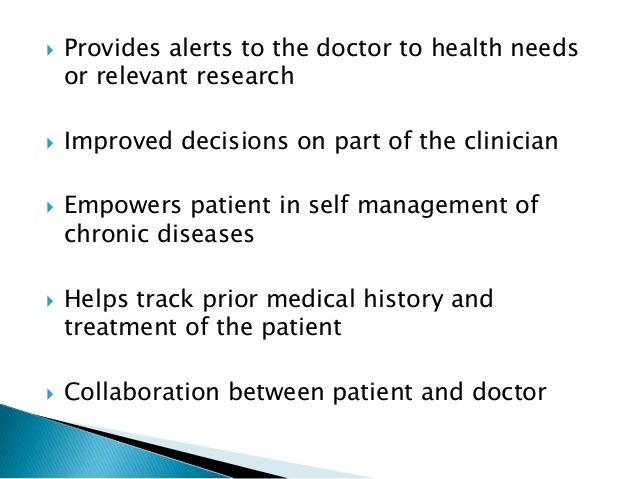 Provides alerts to the doctor to health needs
or relevant research
Improved decisions on part of the clinician
Empowers patient in self management of
chronic diseases
Helps track prior medical history and
treatment of the patient
Collaboration between patient and doctor